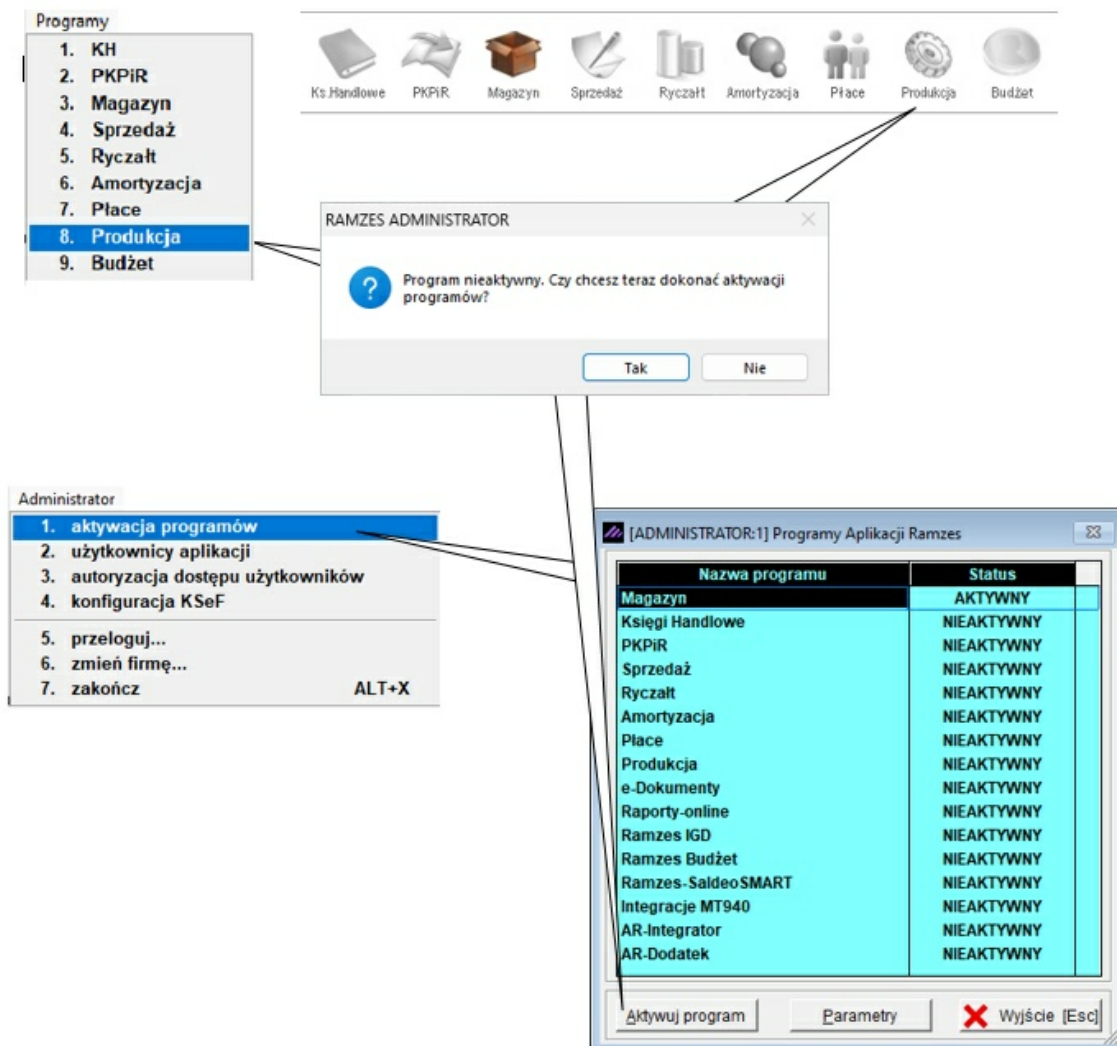 Programy
1. KH
2. PKPiR
3. Magazyn
4. Sprzedaż
5. Ryczałt
6. Amortyzacja
7. Płace
8. Produkcja
9. Budżet
Ks.Handlowe PKPiR Magazyn Sprzedaż Ryczałt Amortyzacja Płace Produkcja Budżet
RAMZES ADMINISTRATOR
Program nieaktywny. Czy chcesz teraz dokonać aktywacji
programów?
Tak Nie
Administrator
1. aktywacja programów
2. użytkownicy aplikacji
3. autoryzacja dostępu użytkowników
4. konfiguracja KSeF
5. przeloguj...
6. zmień firmę...
7. zakończ ALT+X
[ADMINISTRATOR:1] Programy Aplikacji Ramzes
Nazwa programu Status
Magazyn AKTYWNY
Księgi Handlowe NIEAKTYWNY
PKPiR NIEAKTYWNY
Sprzedaż NIEAKTYWNY
Ryczałt NIEAKTYWNY
Amortyzacja NIEAKTYWNY
Płace NIEAKTYWNY
Produkcja NIEAKTYWNY
e-Dokumenty NIEAKTYWNY
Raporty-online NIEAKTYWNY
Ramzes IGD NIEAKTYWNY
Ramzes Budżet NIEAKTYWNY
Ramzes-SaldeoSMART NIEAKTYWNY
Integracje MT940 NIEAKTYWNY
AR-Integrator NIEAKTYWNY
AR-Dodatek NIEAKTYWNY
Aktywuj program Parametry Wyjście [Esc]